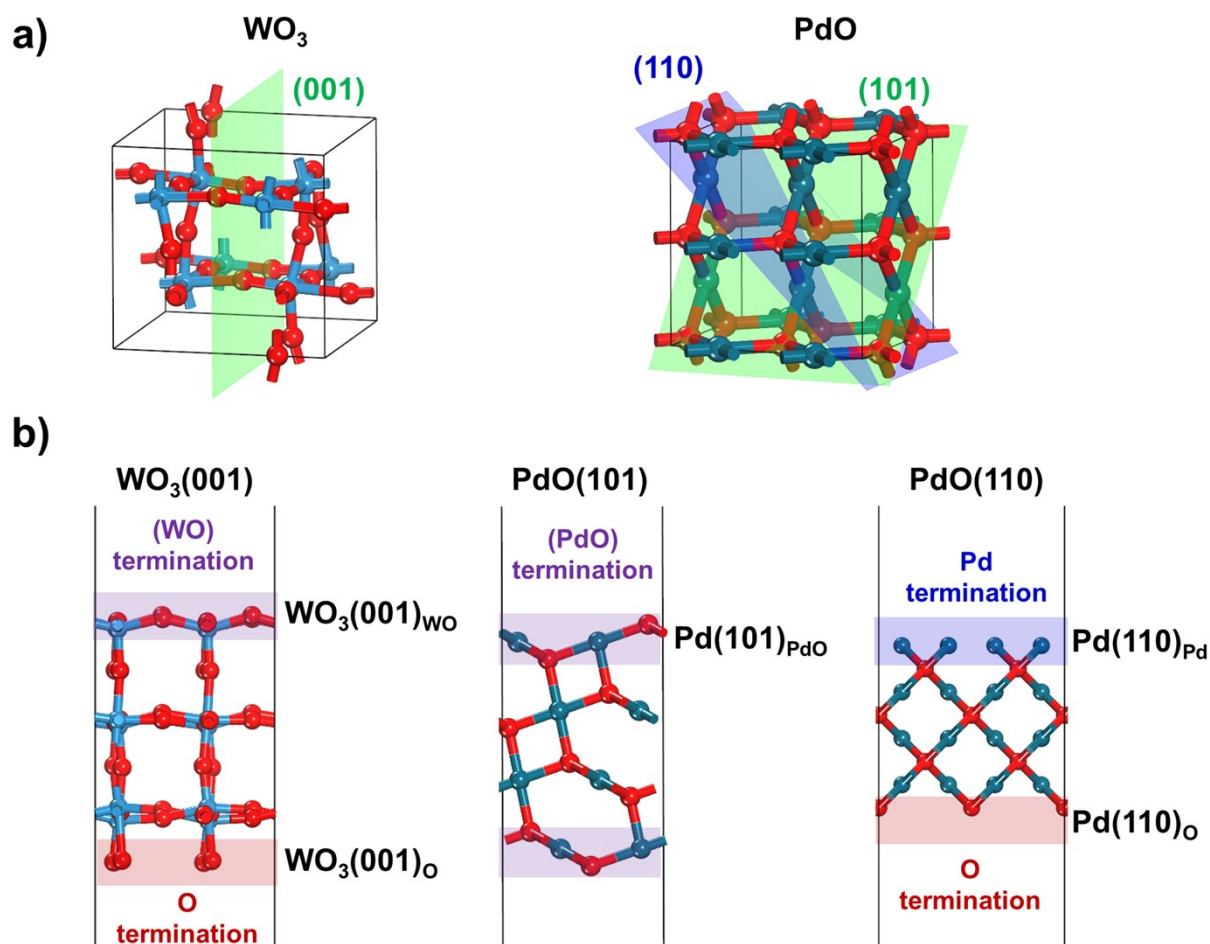 a)
WO₃
PdO
(001)
(110)
(101)
b)
WO₃(001)
PdO(101)
PdO(110)
(WO)
termination
WO₃(001)WO
O
termination
WO₃(001)O
(PdO)
termination
Pd(101)PdO
Pd
termination
Pd(110)Pd
Pd(110)O
O
termination